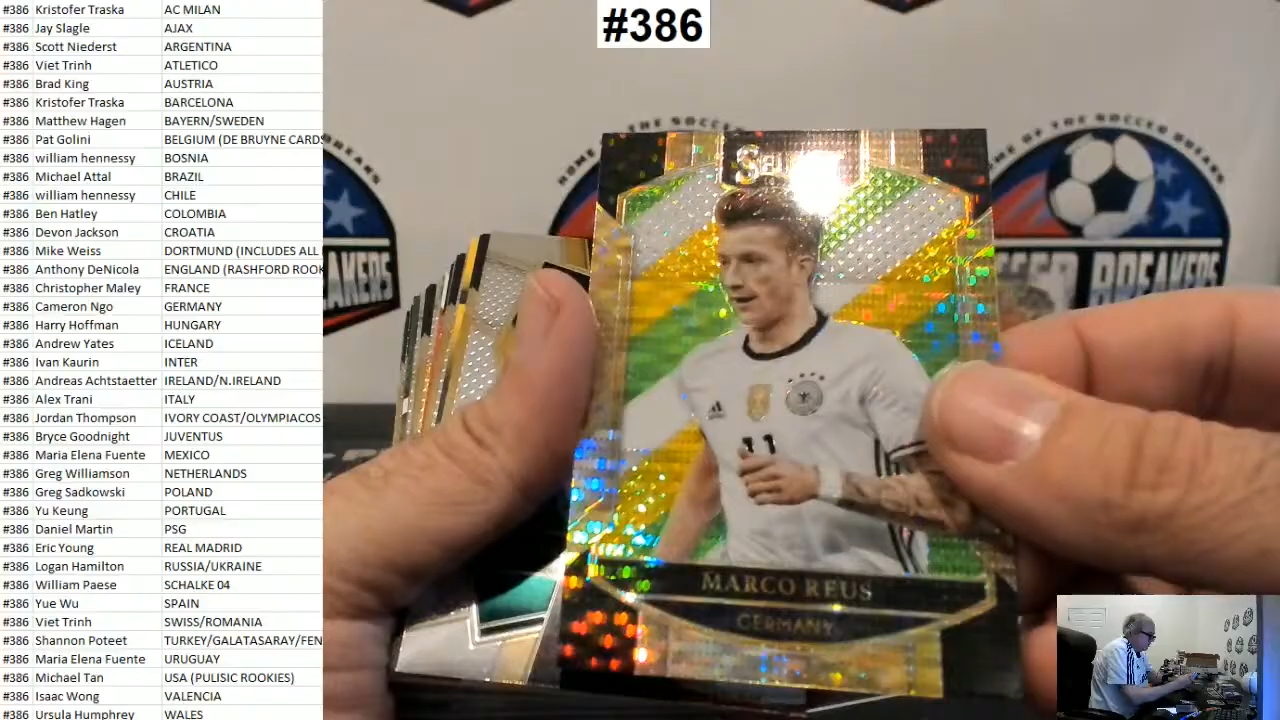 #386 Kristofer Traska AC MILAN
#386 Jay Slagle AJAX
#386 Scott Niederst ARGENTINA
#386 Viet Trinh ATLETICO
#386 Brad King AUSTRIA
#386 Kristofer Traska BARCELONA
#386 Matthew Hagen BAYERN/SWEDEN
#386 Pat Golini BELGIUM (DE BRUYNE CARDS
#386 william hennessy BOSNIA
#386 Michael Attal BRAZIL
#386 william hennessy CHILE
#386 Ben Hatley COLOMBIA
#386 Devon Jackson CROATIA
#386 Mike Weiss DORTMUND (INCLUDES ALL
#386 Anthony DeNicola ENGLAND (RASHFORD ROOK
#386 Christopher Maley FRANCE
#386 Cameron Ngo GERMANY
#386 Harry Hoffman HUNGARY
#386 Andrew Yates ICELAND
#386 Ivan Kaurin INTER
#386 Andreas Achtstaetter IRELAND/N.IRELAND
#386 Alex Trani ITALY
#386 Jordan Thompson IVORY COAST/OLYMPIACOS
#386 Bryce Goodnight JUVENTUS
#386 Maria Elena Fuente MEXICO
#386 Greg Williamson NETHERLANDS
#386 Greg Sadkowski POLAND
#386 Yu Keung PORTUGAL
#386 Daniel Martin PSG
#386 Eric Young REAL MADRID
#386 Logan Hamilton RUSSIA/UKRAINE
#386 William Paese SCHALKE 04
#386 Yue Wu SPAIN
#386 Viet Trinh SWISS/ROMANIA
#386 Shannon Poteet TURKEY/GALATASARAY/FEN
#386 Maria Elena Fuente URUGUAY
#386 Michael Tan USA (PULISIC ROOKIES)
#386 Isaac Wong VALENCIA
#386 Ursula Humphrey WALES
#386
HOME OF THE SOCCER BREAKS
BREAKERS
11
MARCO REUS
GERMANY